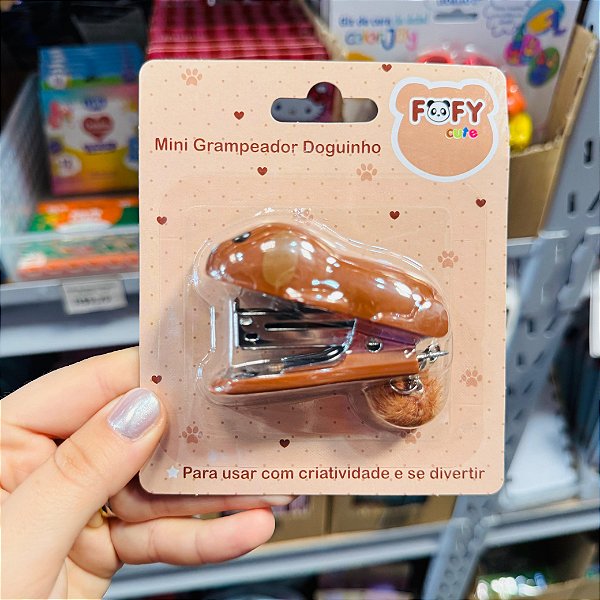 FOFY
cute
Mini Grampeador Doguinho
Para usar com criatividade e se divertir